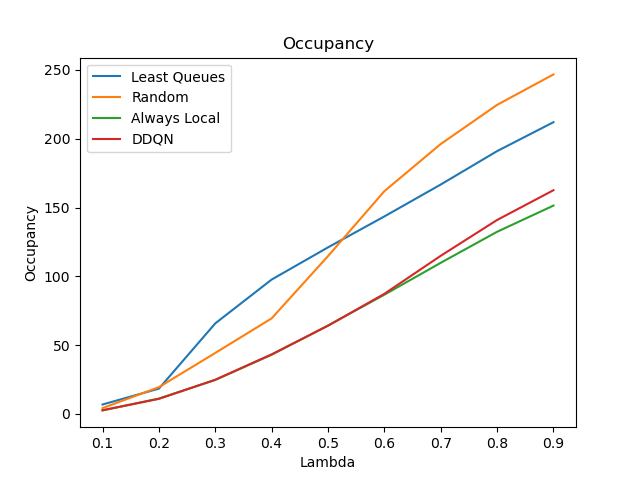 Occupancy
250
200
150
100
50
0
Occupancy
Least Queues
Random
Always Local
DDQN
0.1 0.2 0.3 0.4 0.5 0.6 0.7 0.8 0.9
Lambda